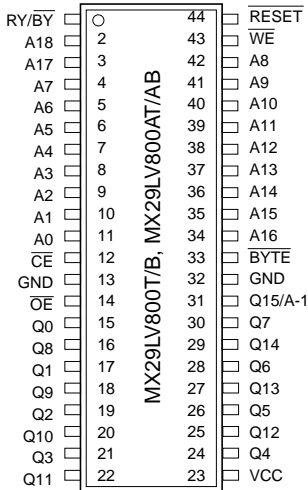 RY/BY 44 RESET
A18 2 43 WE
A17 3 42 A8
A7 4 41 A9
A6 5 40 A10
A5 6 39 A11
A4 7 38 A12
A3 8 37 A13
A2 9 36 A14
A1 10 35 A15
A0 11 34 A16
CE 12 33 BYTE
GND 13 32 GND
OE 14 31 Q15/A-1
Q0 15 30 Q7
Q8 16 29 Q14
Q1 17 28 Q6
Q9 18 27 Q13
Q2 19 26 Q5
Q10 20 25 Q12
Q3 21 24 Q4
Q11 22 23 VCC
MX29LV800T/B, MX29LV800AT/AB